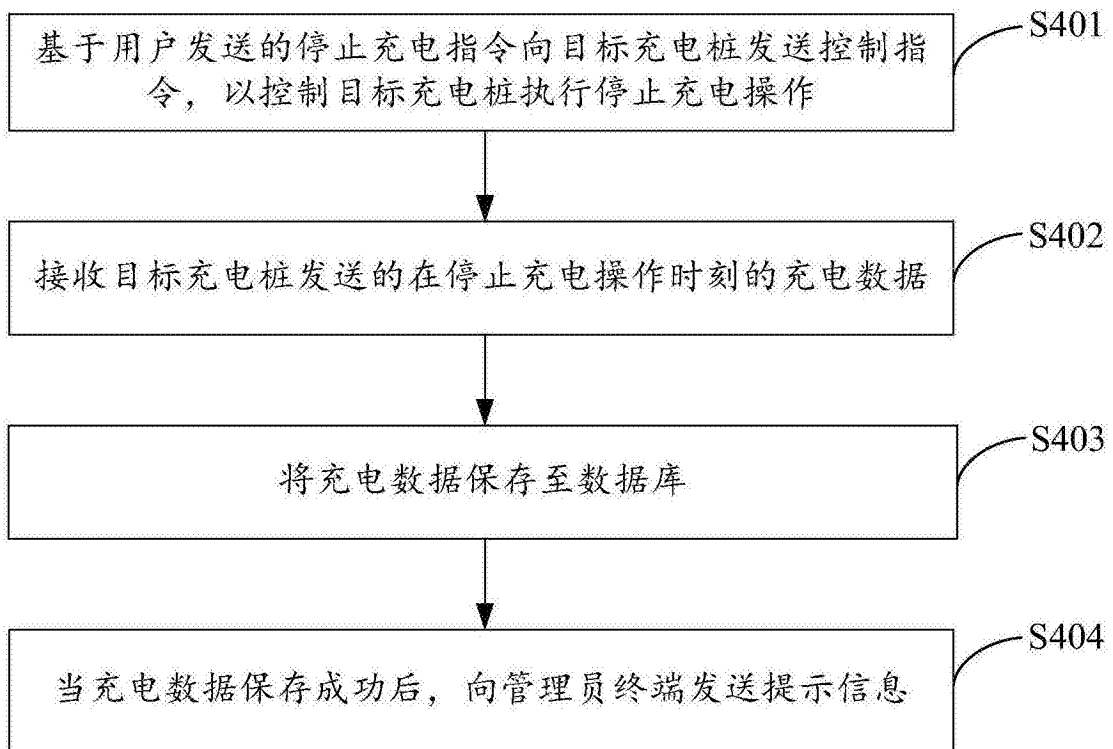 基于用户发送的停止充电指令向目标充电桩发送控制指
令，以控制目标充电桩执行停止充电操作
S401
接收目标充电桩发送的在停止充电操作时刻的充电数据
S402
将充电数据保存至数据库
S403
当充电数据保存成功后，向管理员终端发送提示信息
S404